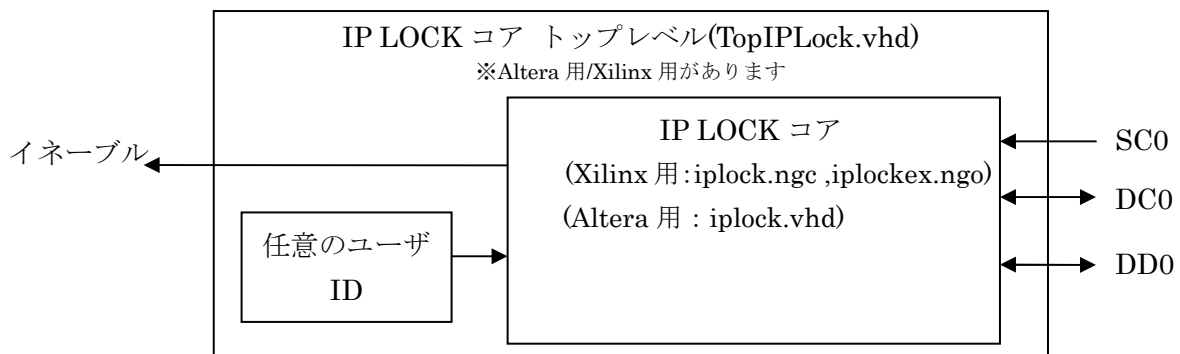 IP LOCK コア トップレベル(TopIPLock.vhd)
※Altera 用/Xilinx 用があります
イネーブル
IP LOCK コア
(Xilinx 用:iplock.ngc ,iplockex.ngo)
(Altera 用：iplock.vhd)
任意のユーザ
ID
SC0
DC0
DD0